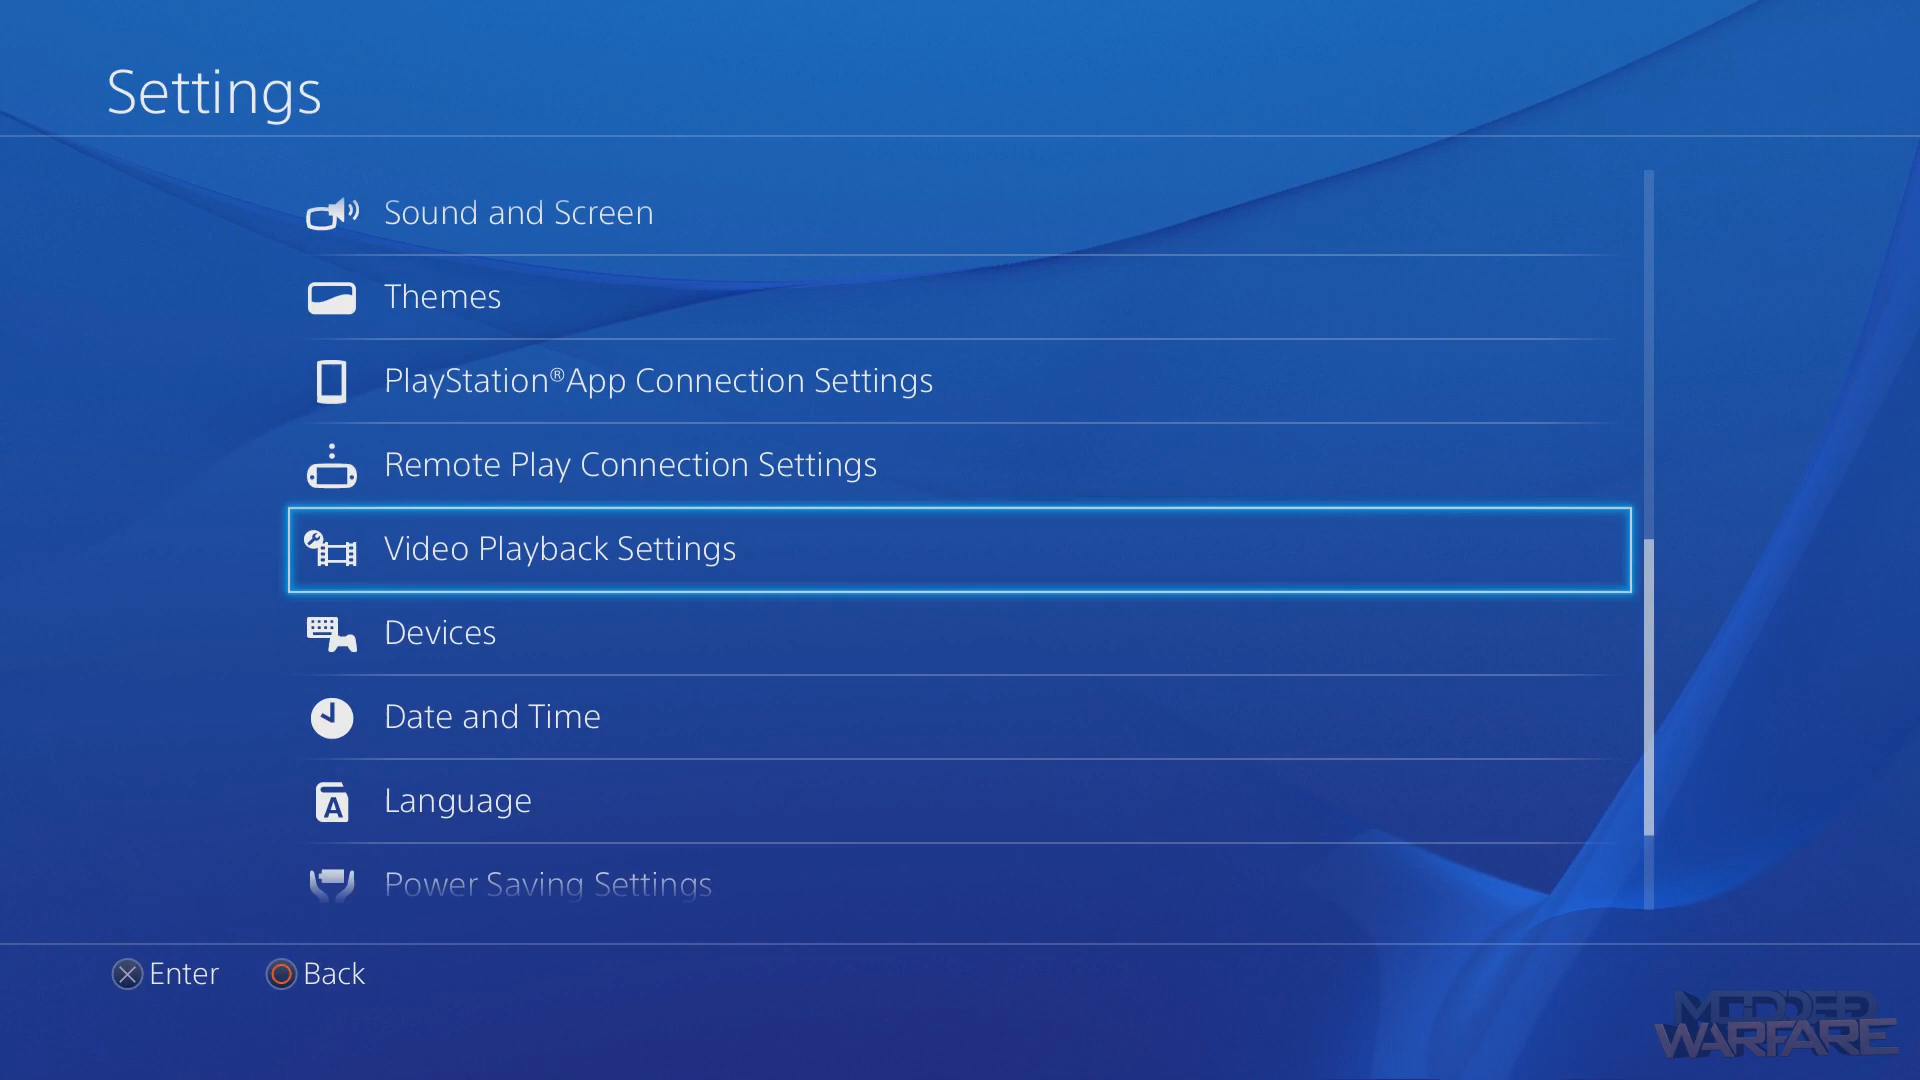 Settings
Sound and Screen
Themes
PlayStation®App Connection Settings
Remote Play Connection Settings
Video Playback Settings
Devices
Date and Time
A Language
Power Saving Settings
Enter Back
MODDED
WARFARE